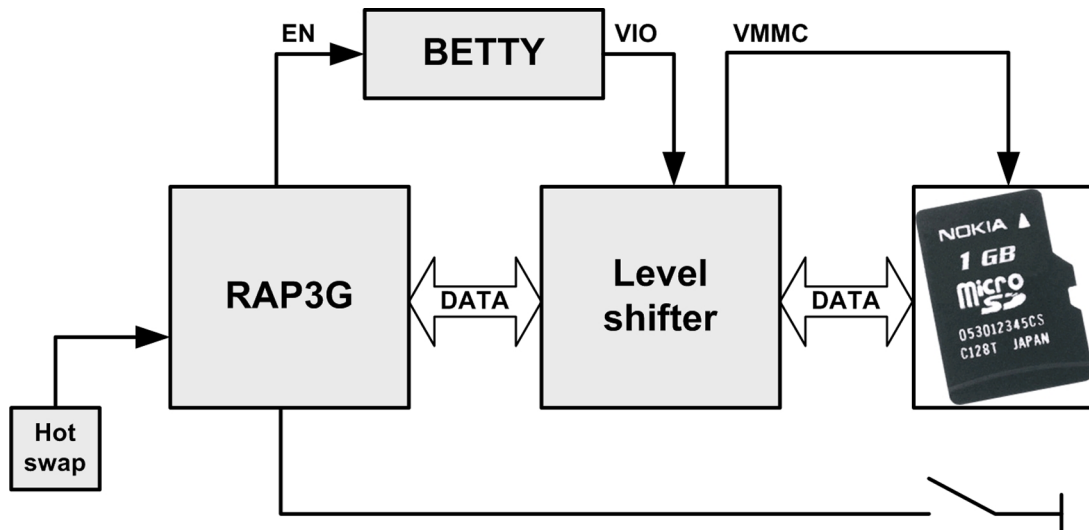 EN
BETTY
VIO
VMMC
RAP3G
DATA
Level
shifter
DATA
NOKIA
1 GB
Micro
SD
053012345CS
C128T JAPAN
Hot
swap